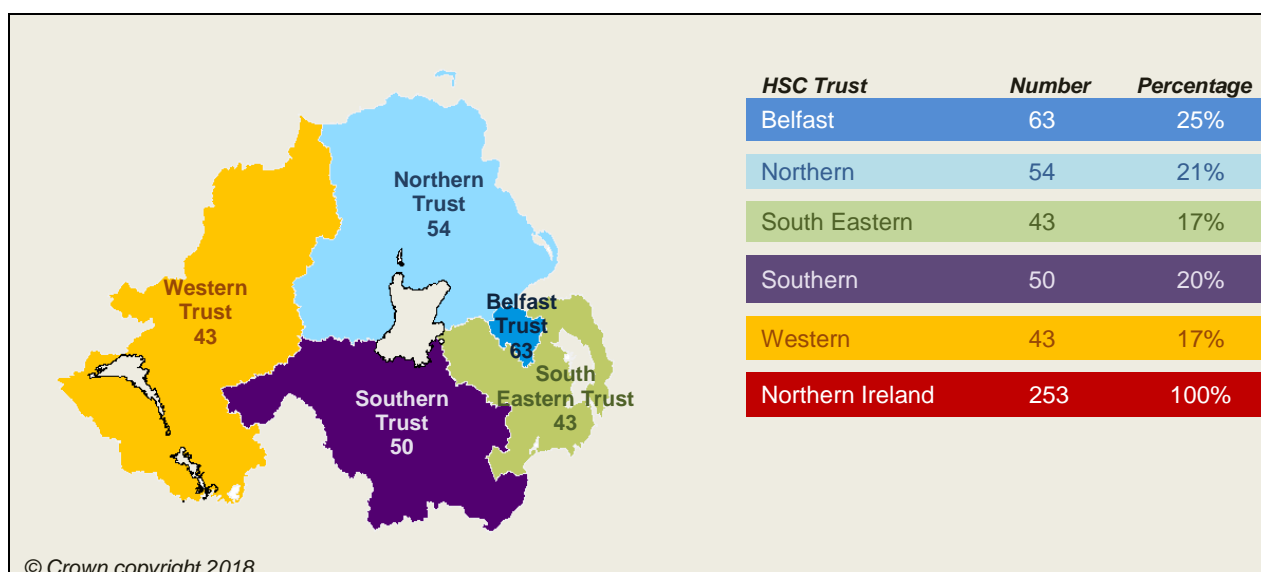 Northern
Trust
54
Western
Trust
43
Belfast
Trust
63
South
Eastern Trust
43
Southern
Trust
50
HSC Trust Number Percentage
Belfast 63 25%
Northern 54 21%
South Eastern 43 17%
Southern 50 20%
Western 43 17%
Northern Ireland 253 100%
© Crown copyright 2018